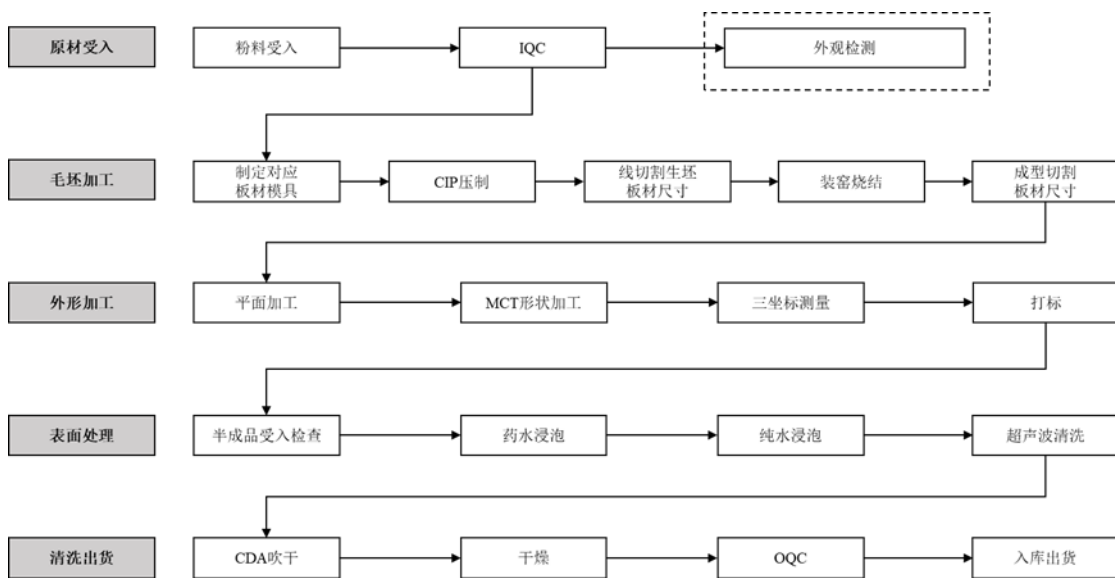 原材受入
粉料受入
IQC
外观检测
毛坯加工
制定对应
板材模具
CIP压制
线切割生坯
板材尺寸
装窑烧结
成型切割
板材尺寸
外形加工
平面加工
MCT形状加工
三坐标测量
打标
表面处理
半成品受入检查
药水浸泡
纯水浸泡
超声波清洗
清洗出货
CDA吹干
干燥
OQC
入库出货